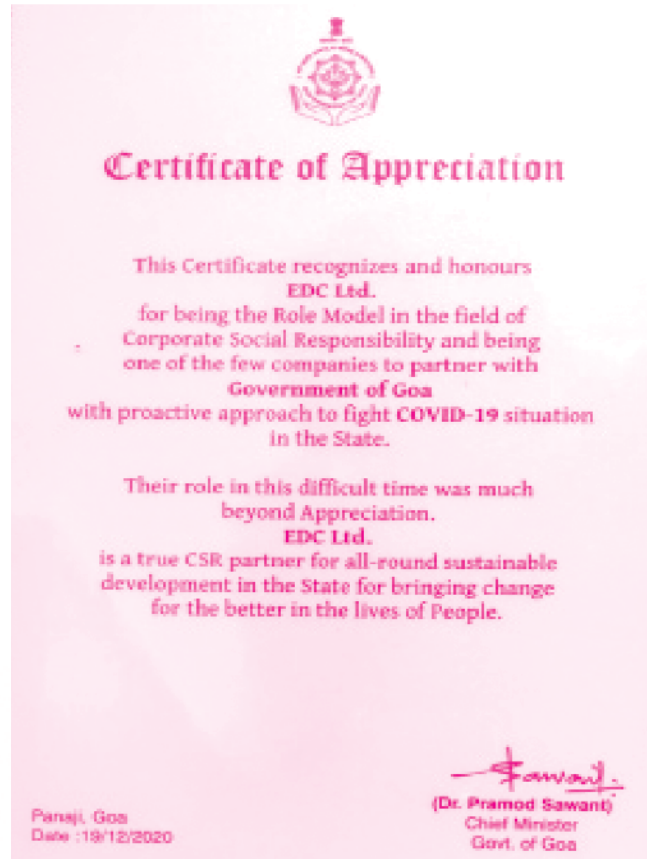 Certificate of Appreciation
This Certificate recognizes and honours
EDC Ltd.
for being the Role Model in the field of
Corporate Social Responsibility and being
one of the few companies to partner with
Government of Goa
with proactive approach to fight COVID-19 situation
in the State.
Their role in this difficult time was much
beyond Appreciation.
EDC Ltd.
is a true CSR partner for all-round sustainable
development in the State for bringing change
for the better in the lives of People.
Sawant
(Dr. Pramod Sawant)
Chief Minister
Govt. of Goa
Panaji, Goa
Date :19/12/2020